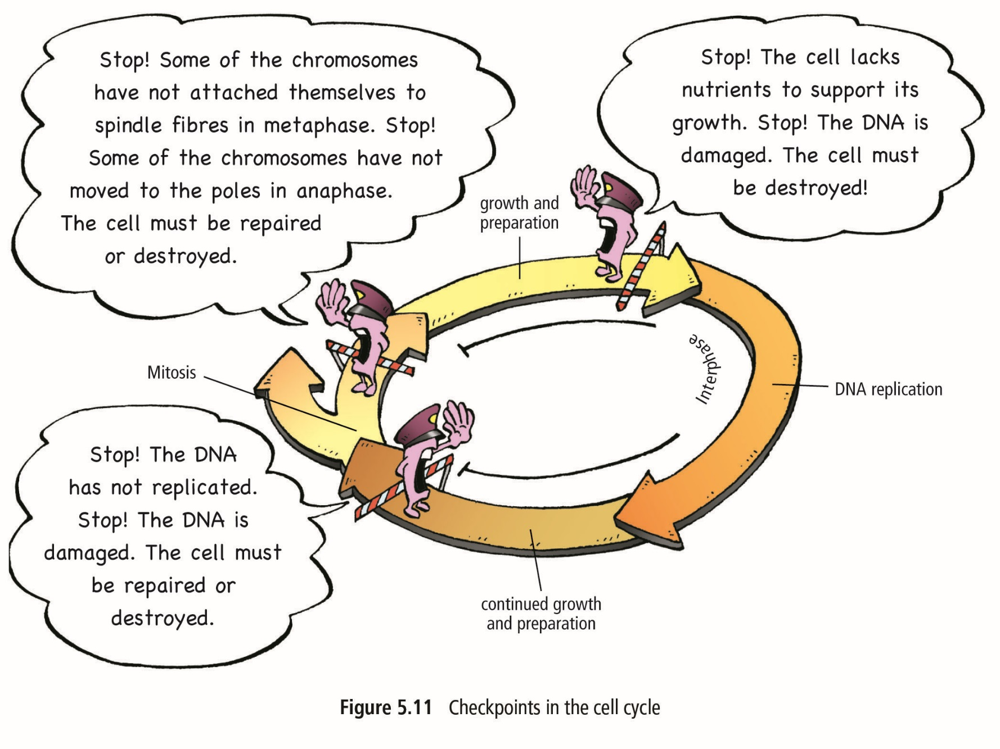 Stop! Some of the chromosomes
have not attached themselves to
spindle fibres in metaphase. Stop!
Some of the chromosomes have not
moved to the poles in anaphase.
The cell must be repaired
or destroyed.
Stop! The cell lacks
nutrients to support its
growth. Stop! The DNA is
damaged. The cell must
be destroyed!
growth and
preparation
Interphase
Mitosis
DNA replication
Stop! The DNA
has not replicated.
Stop! The DNA is
damaged. The cell must
be repaired or
destroyed.
continued growth
and preparation
Figure 5.11 Checkpoints in the cell cycle